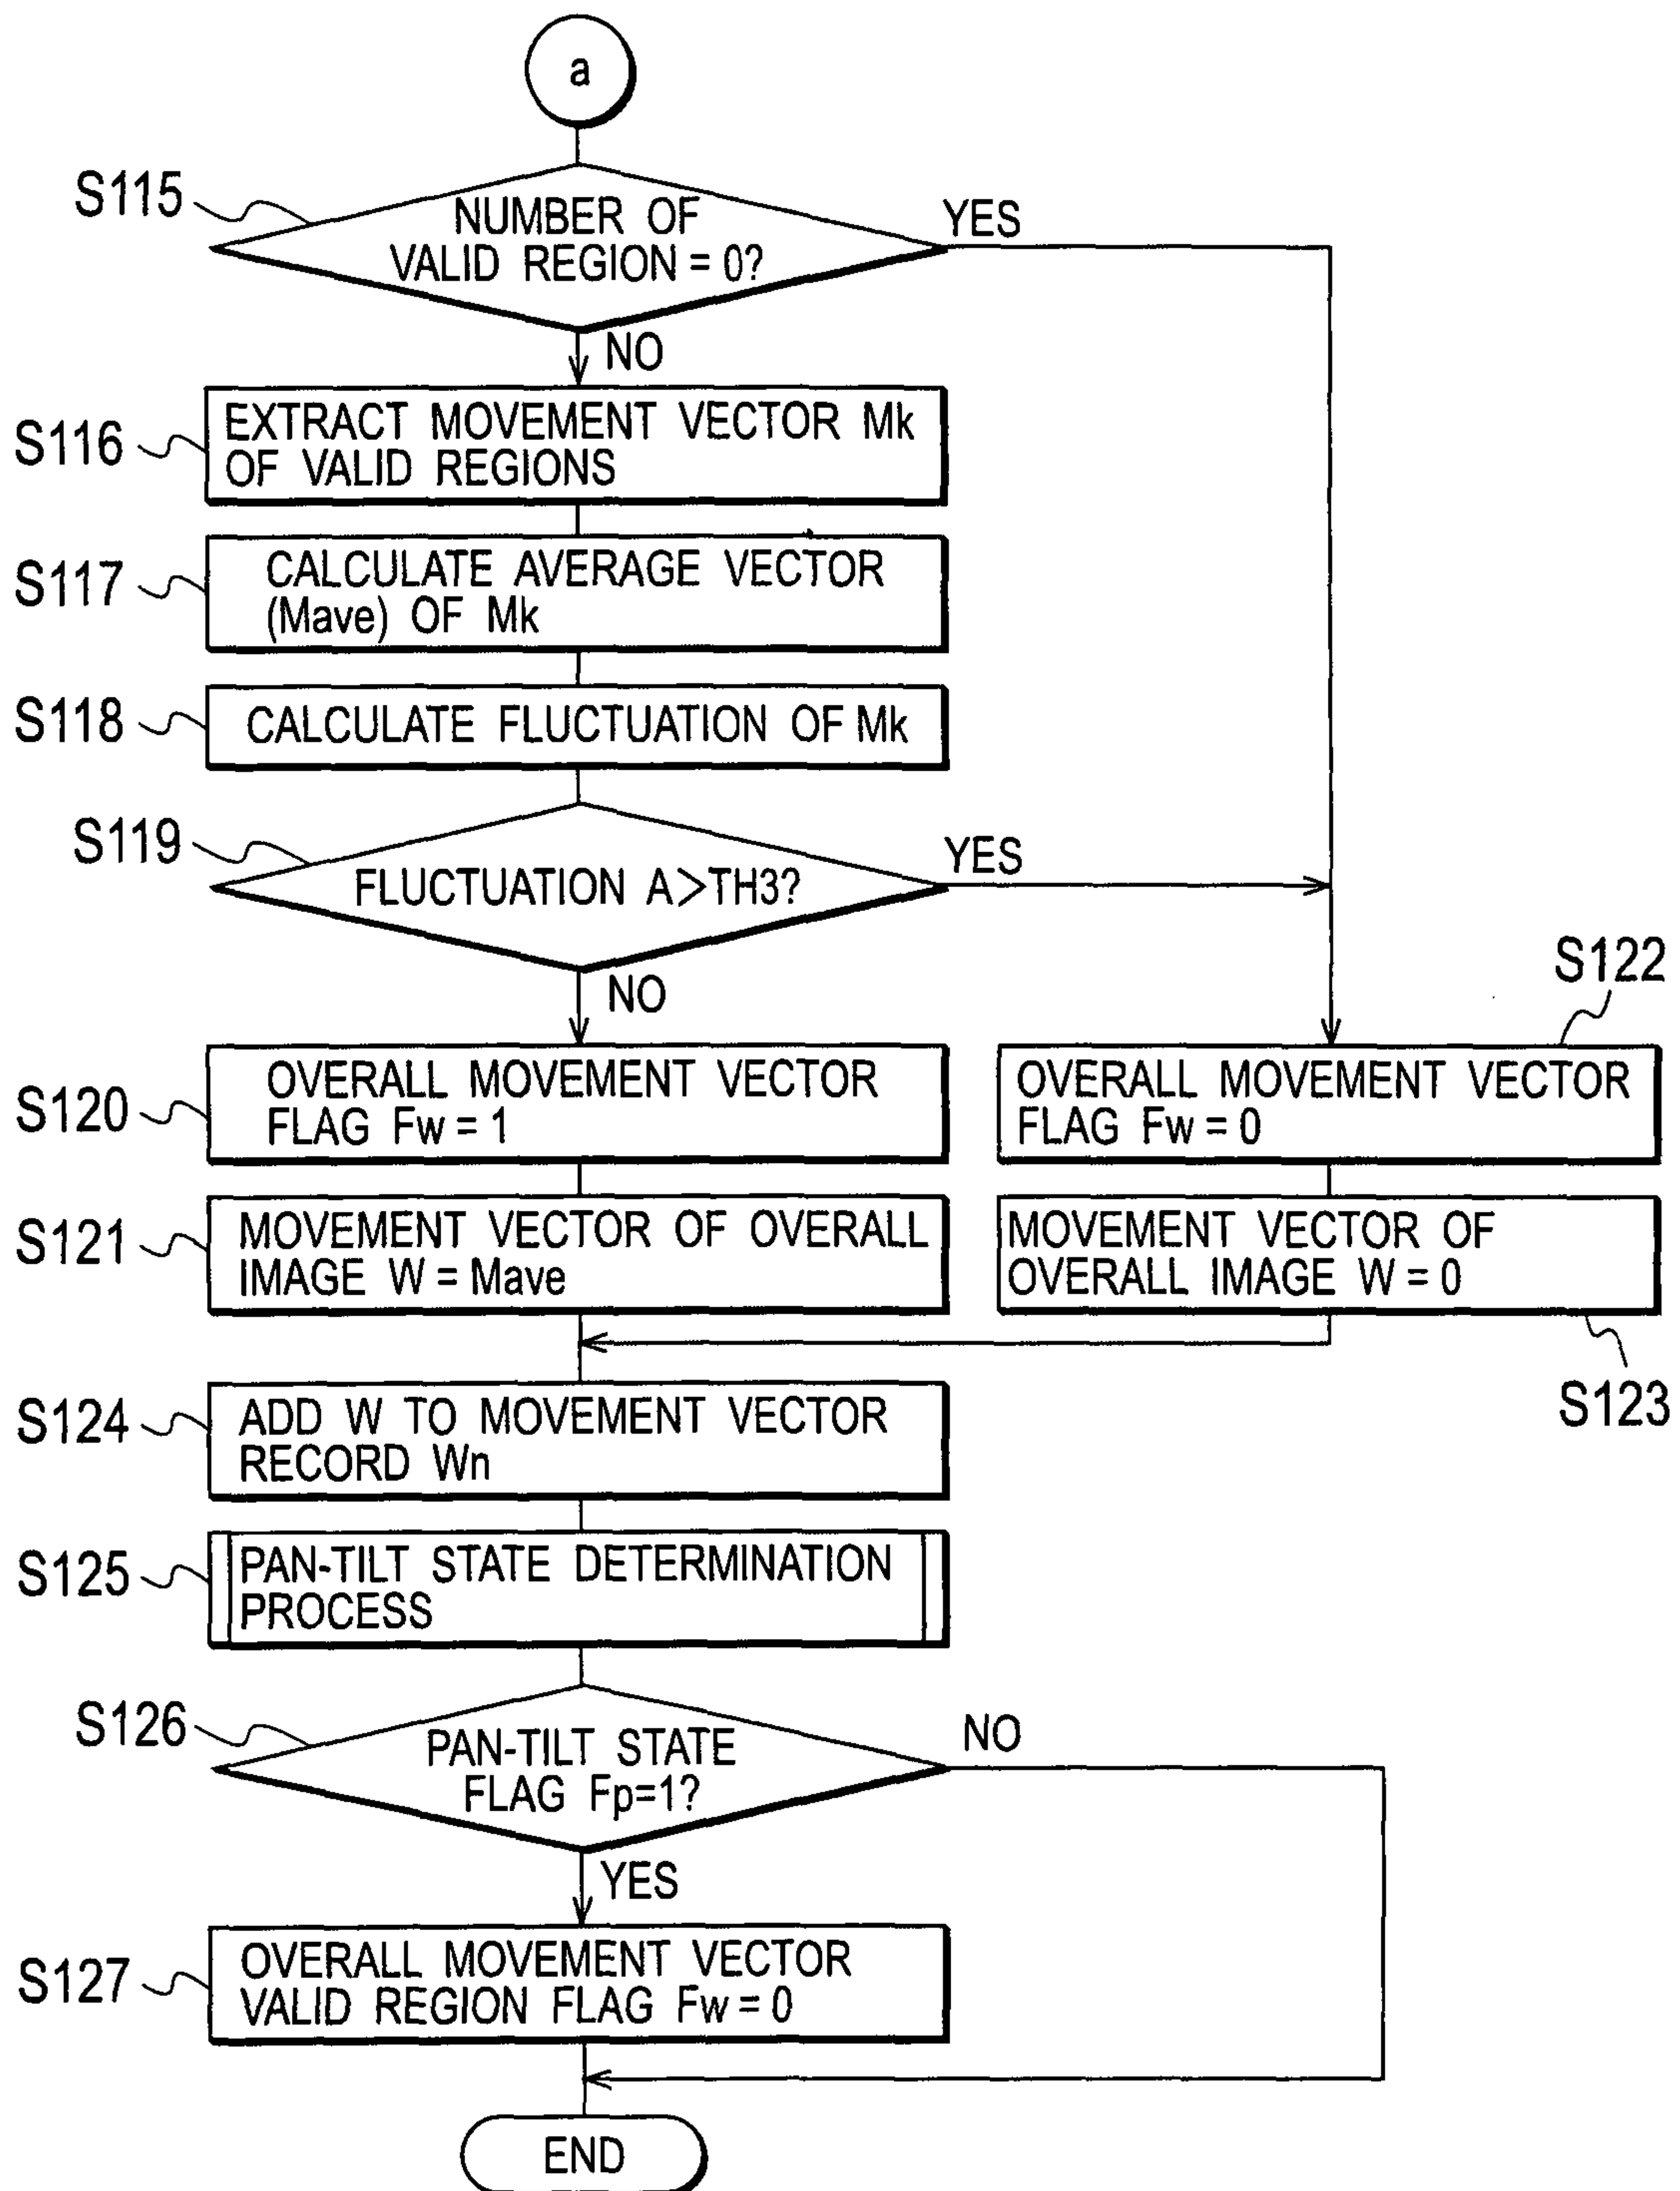 a
S115
NUMBER OF
VALID REGION = 0?
YES
NO
S116
EXTRACT MOVEMENT VECTOR Mk
OF VALID REGIONS
S117
CALCULATE AVERAGE VECTOR
(Mave) OF Mk
S118
CALCULATE FLUCTUATION OF Mk
S119
FLUCTUATION A>TH3?
YES
NO
S120
OVERALL MOVEMENT VECTOR
FLAG Fw = 1
S122
OVERALL MOVEMENT VECTOR
FLAG Fw = 0
S121
MOVEMENT VECTOR OF OVERALL
IMAGE W = Mave
MOVEMENT VECTOR OF
OVERALL IMAGE W = 0
S123
S124
ADD W TO MOVEMENT VECTOR
RECORD Wn
S125
PAN-TILT STATE DETERMINATION
PROCESS
S126
PAN-TILT STATE
FLAG Fp=1?
NO
YES
S127
OVERALL MOVEMENT VECTOR
VALID REGION FLAG Fw = 0
END